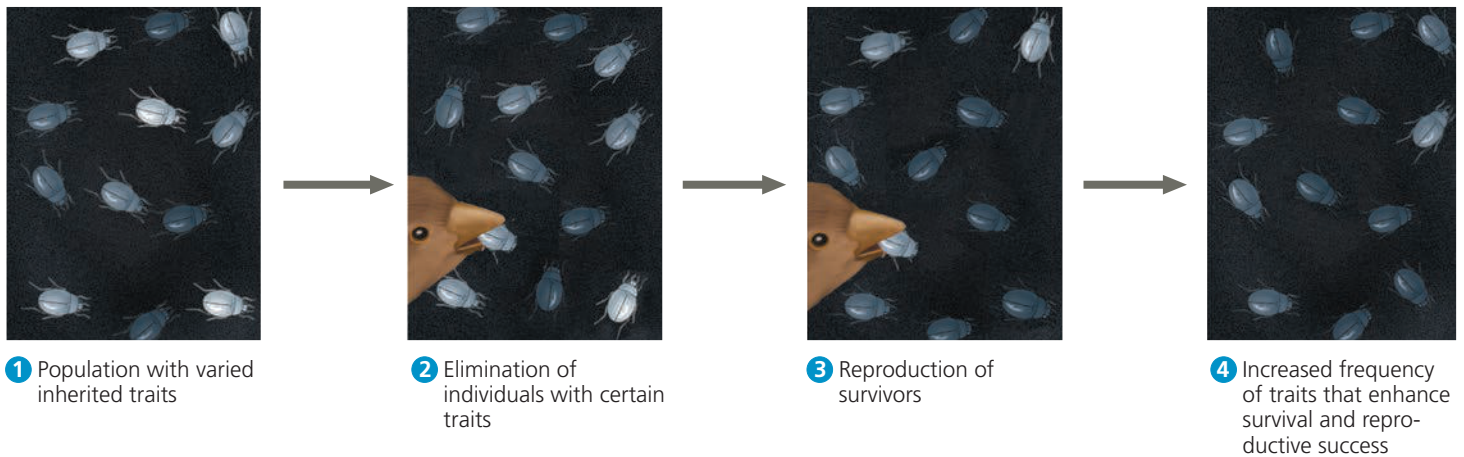 1 Population with varied
inherited traits
2 Elimination of
individuals with certain
traits
3 Reproduction of
survivors
4 Increased frequency
of traits that enhance
survival and repro-
ductive success